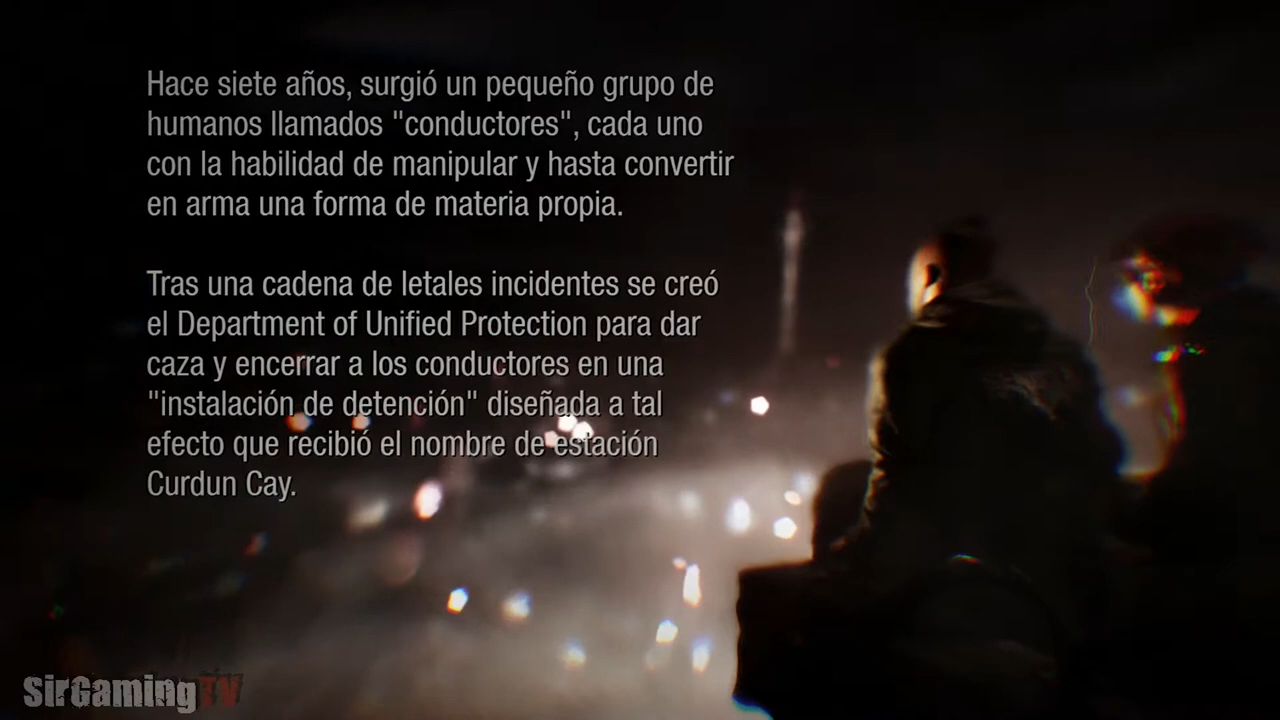 Hace siete años, surgió un pequeño grupo de
humanos llamados "conductores", cada uno
con la habilidad de manipular y hasta convertir
en arma una forma de materia propia.
Tras una cadena de letales incidentes se creó
el Department of Unified Protection para dar
caza y encerrar a los conductores en una
"instalación de detención" diseñada a tal
efecto que recibió el nombre de estación
Curdun Cay.
SirGamingTV